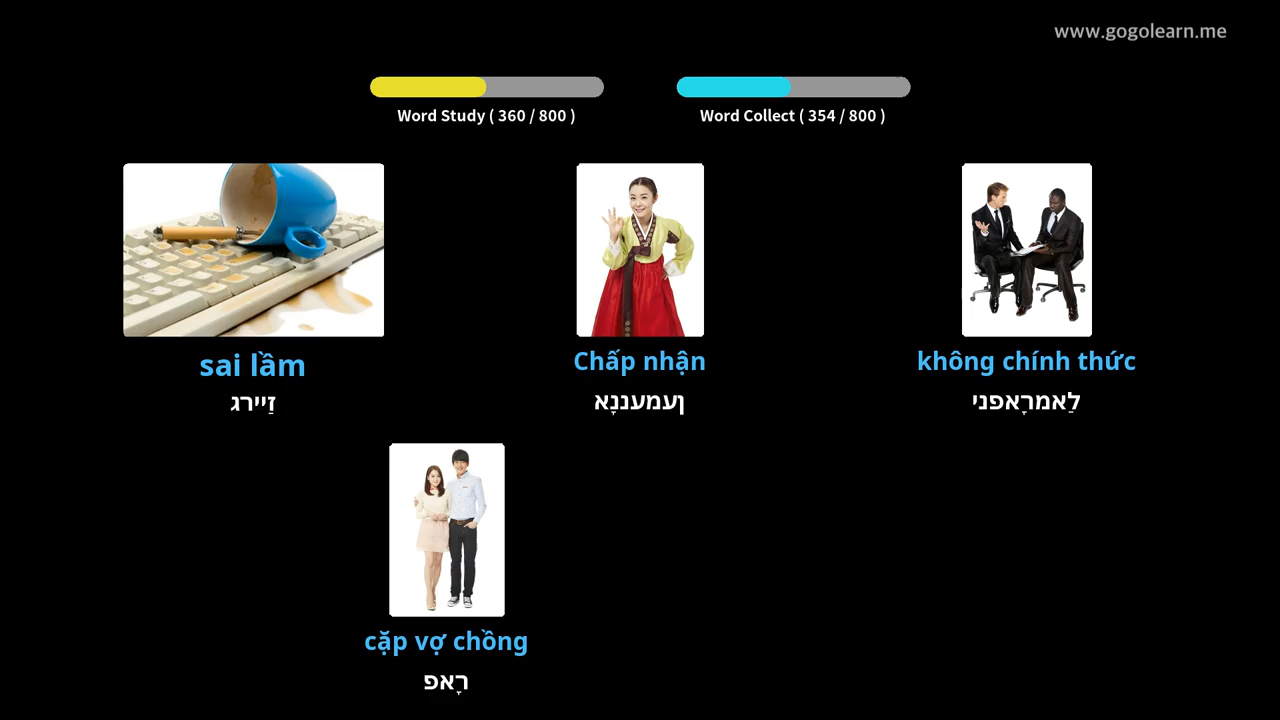 www.gogolearn.me
Word Study ( 360 / 800 )
Word Collect ( 354 / 800 )
sai lầm
זַיירג
Chấp nhận
ןעמעננָא
không chính thức
לַאמרָאפניי
cặp vợ chồng
רָאפ